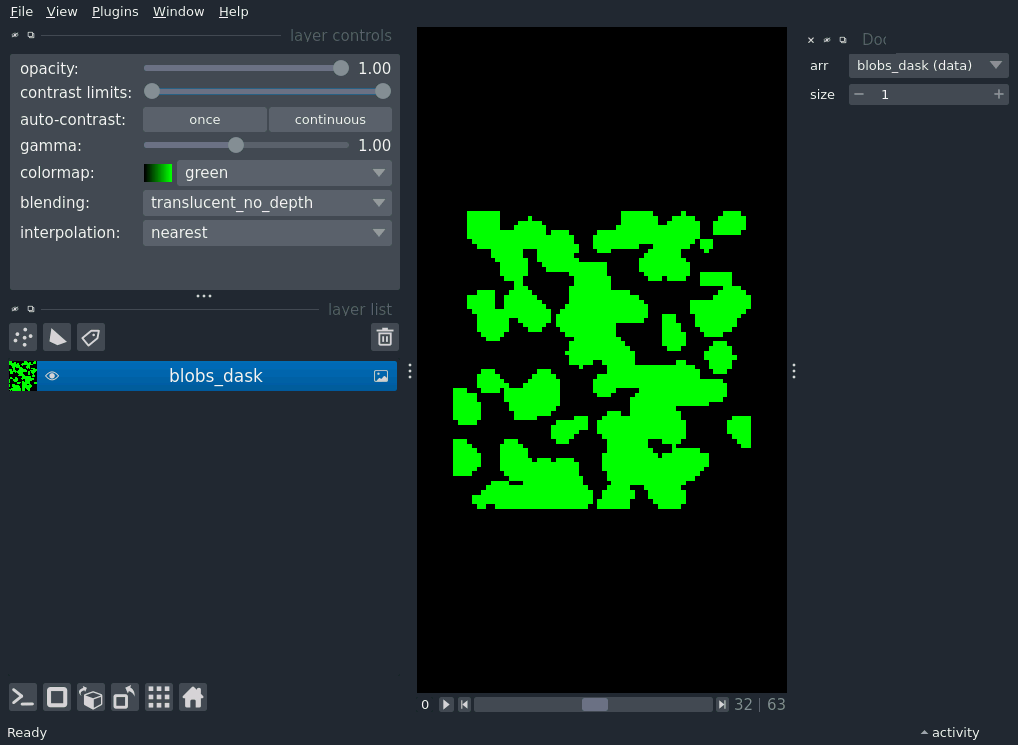 File View Plugins Window Help
layer controls
opacity: 1.00
contrast limits:
auto-contrast: once continuous
gamma: 1.00
colormap: green
blending: translucent_no_depth
interpolation: nearest
layer list
blobs_dask
0 32 | 63
Ready
arr blobs_dask (data)
size 1
activity